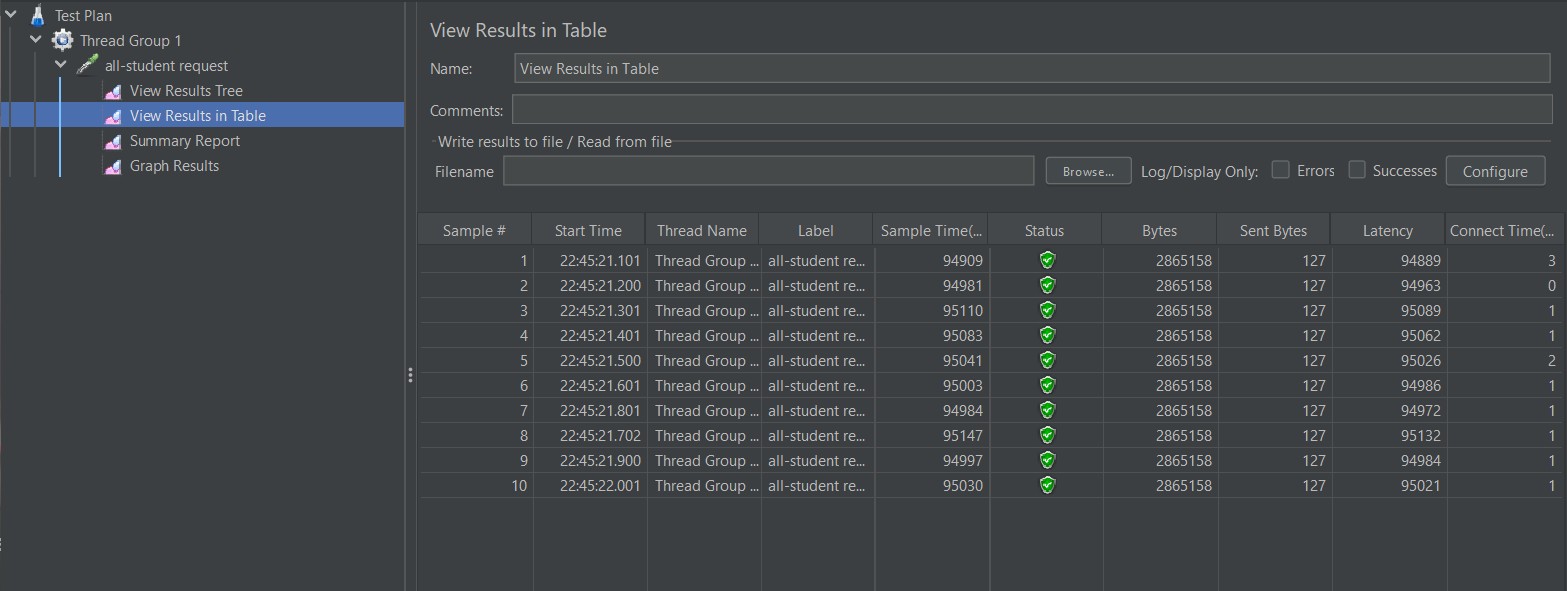 Test Plan
Thread Group 1
all-student request
View Results Tree
View Results in Table
Summary Report
Graph Results
View Results in Table
Name: View Results in Table
Comments:
Write results to file / Read from file
Filename Browse... Log/Display Only: Errors Successes Configure
Sample # Start Time Thread Name Label Sample Time(... Status Bytes Sent Bytes Latency Connect Time(...
1 22:45:21.101 Thread Group ... all-student re... 94909 2865158 127 94889 3
2 22:45:21.200 Thread Group ... all-student re... 94981 2865158 127 94963 0
3 22:45:21.301 Thread Group ... all-student re... 95110 2865158 127 95089 1
4 22:45:21.401 Thread Group ... all-student re... 95083 2865158 127 95062 1
5 22:45:21.500 Thread Group ... all-student re... 95041 2865158 127 95026 2
6 22:45:21.601 Thread Group ... all-student re... 95003 2865158 127 94986 1
7 22:45:21.801 Thread Group ... all-student re... 94984 2865158 127 94972 1
8 22:45:21.702 Thread Group ... all-student re... 95147 2865158 127 95132 1
9 22:45:21.900 Thread Group ... all-student re... 94997 2865158 127 94984 1
10 22:45:22.001 Thread Group ... all-student re... 95030 2865158 127 95021 1